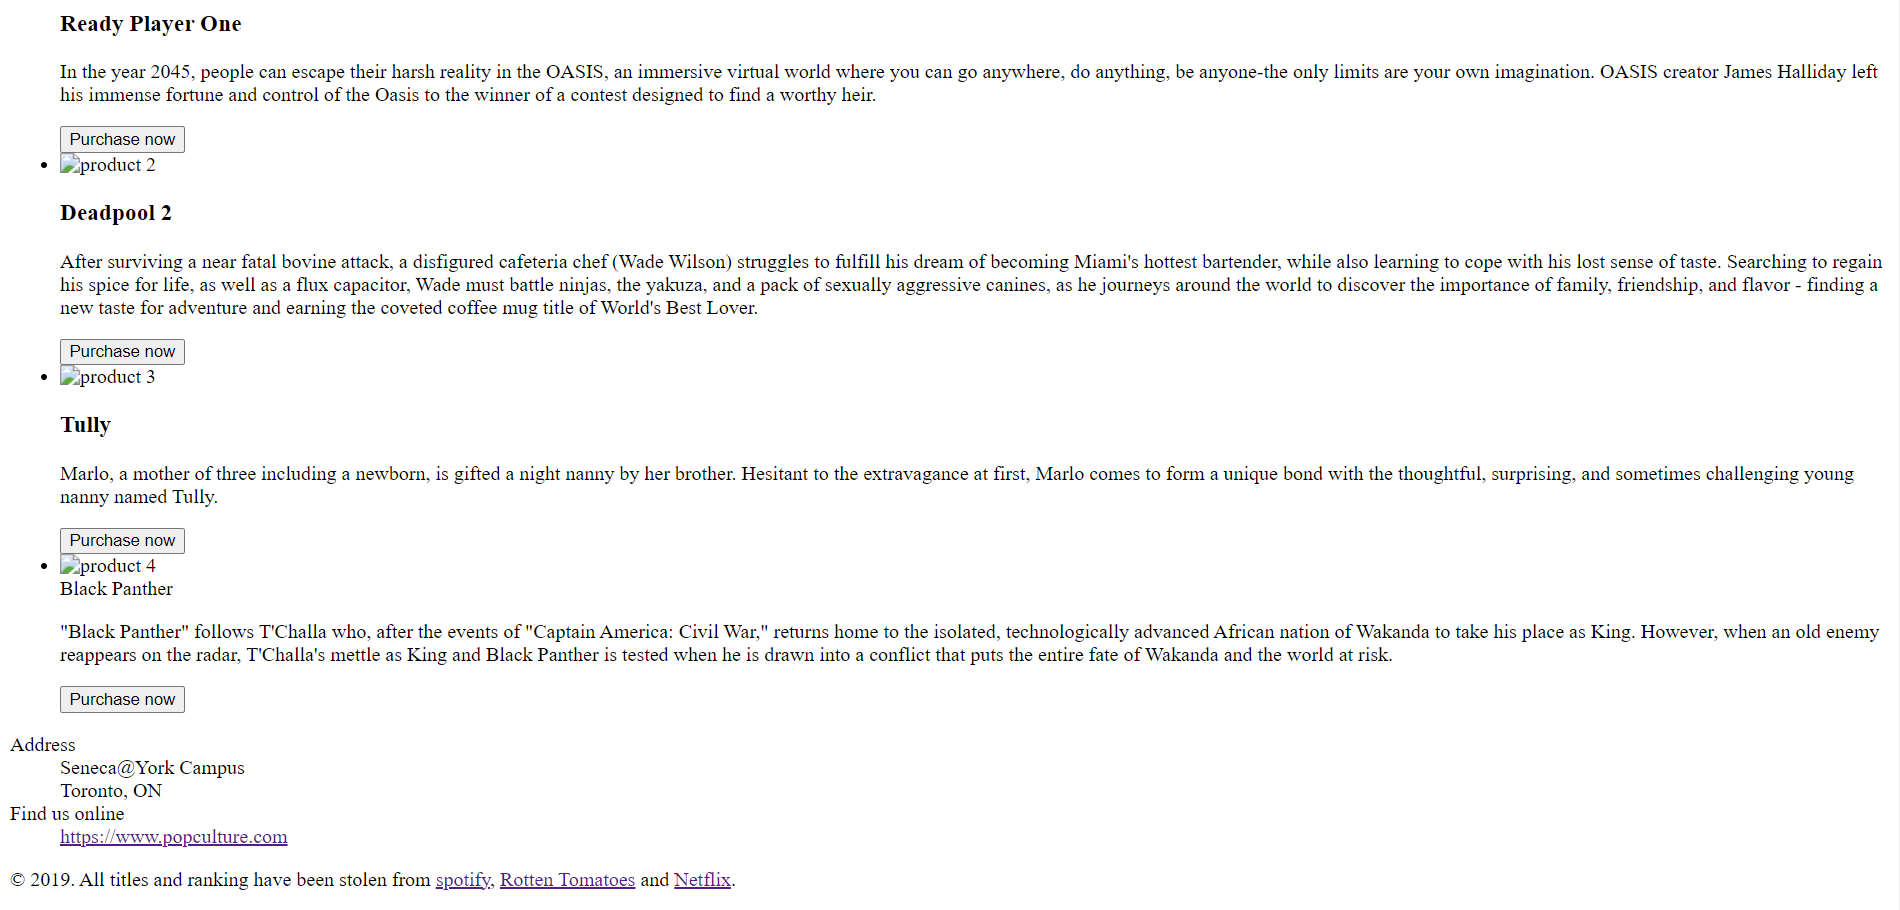 Ready Player One
In the year 2045, people can escape their harsh reality in the OASIS, an immersive virtual world where you can go anywhere, do anything, be anyone-the only limits are your own imagination. OASIS creator James Halliday left
his immense fortune and control of the Oasis to the winner of a contest designed to find a worthy heir.
Purchase now
product 2
Deadpool 2
After surviving a near fatal bovine attack, a disfigured cafeteria chef (Wade Wilson) struggles to fulfill his dream of becoming Miami's hottest bartender, while also learning to cope with his lost sense of taste. Searching to regain
his spice for life, as well as a flux capacitor, Wade must battle ninjas, the yakuza, and a pack of sexually aggressive canines, as he journeys around the world to discover the importance of family, friendship, and flavor - finding a
new taste for adventure and earning the coveted coffee mug title of World's Best Lover.
Purchase now
product 3
Tully
Marlo, a mother of three including a newborn, is gifted a night nanny by her brother. Hesitant to the extravagance at first, Marlo comes to form a unique bond with the thoughtful, surprising, and sometimes challenging young
nanny named Tully.
Purchase now
product 4
Black Panther
"Black Panther" follows T'Challa who, after the events of "Captain America: Civil War," returns home to the isolated, technologically advanced African nation of Wakanda to take his place as King. However, when an old enemy
reappears on the radar, T'Challa's mettle as King and Black Panther is tested when he is drawn into a conflict that puts the entire fate of Wakanda and the world at risk.
Purchase now
Address
Seneca@York Campus
Toronto, ON
Find us online
https://www.popculture.com
© 2019. All titles and ranking have been stolen from spotify, Rotten Tomatoes and Netflix.